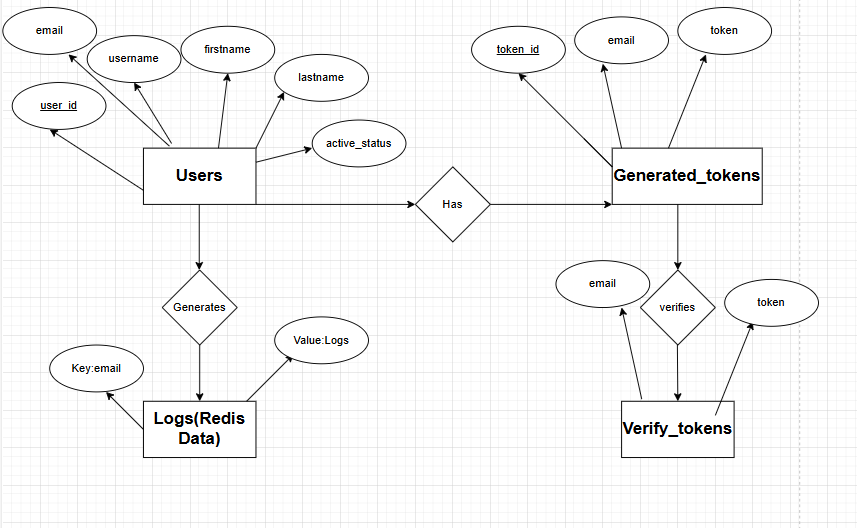 email
username
firstname
lastname
user_id
active_status
Users
Has
token_id
email
token
Generated_tokens
Generates
verifies
email
token
Key:email
Value:Logs
Logs(Redis
Data)
Verify_tokens